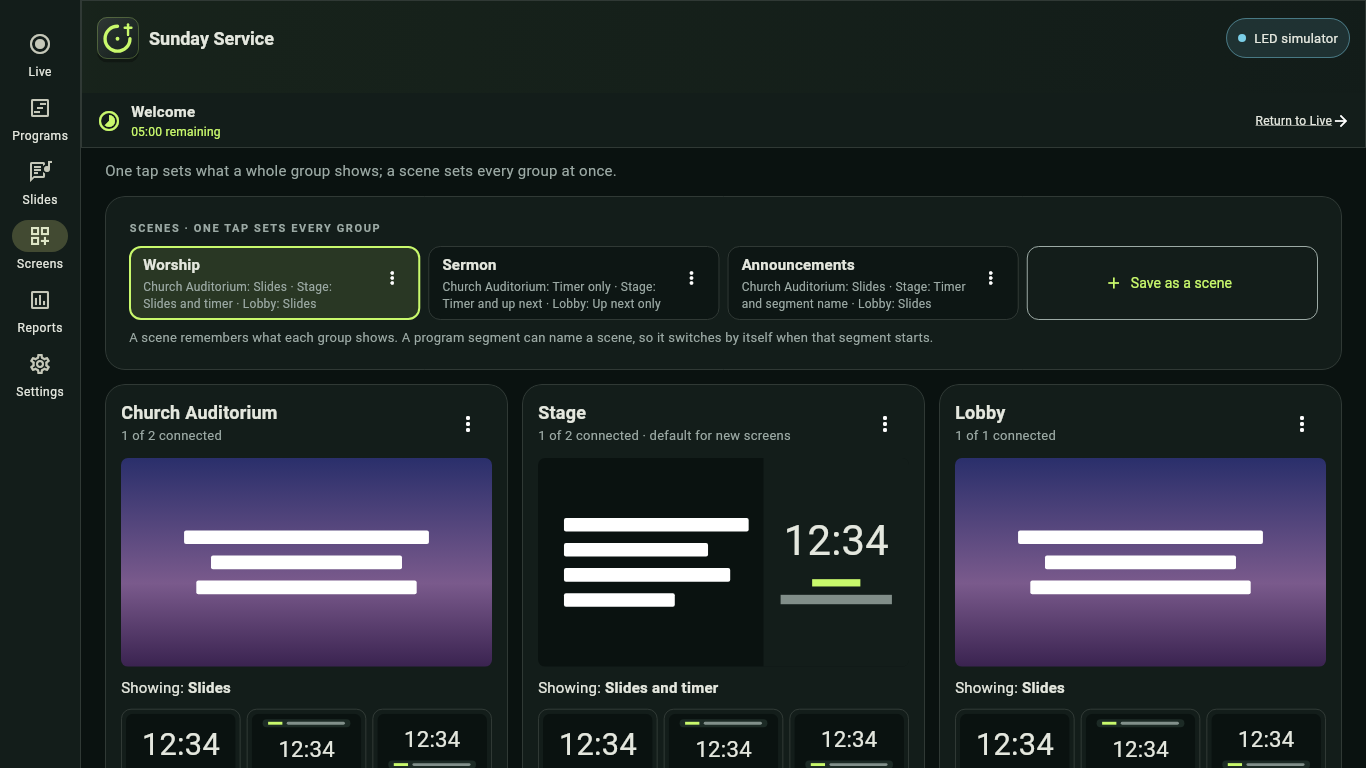 Sunday Service
LED simulator
Live
Programs
Slides
Screens
Reports
Settings
Welcome
05:00 remaining
Return to Live
One tap sets what a whole group shows; a scene sets every group at once.
SCENES · ONE TAP SETS EVERY GROUP
Worship
Church Auditorium: Slides · Stage:
Slides and timer · Lobby: Slides
Sermon
Church Auditorium: Timer only · Stage:
Timer and up next · Lobby: Up next only
Announcements
Church Auditorium: Slides · Stage: Timer
and segment name · Lobby: Slides
Save as a scene
A scene remembers what each group shows. A program segment can name a scene, so it switches by itself when that segment starts.
Church Auditorium
1 of 2 connected
Showing: Slides
12:34
12:34
12:34
Stage
1 of 2 connected · default for new screens
12:34
Showing: Slides and timer
12:34
12:34
12:34
Lobby
1 of 1 connected
Showing: Slides
12:34
12:34
12:34